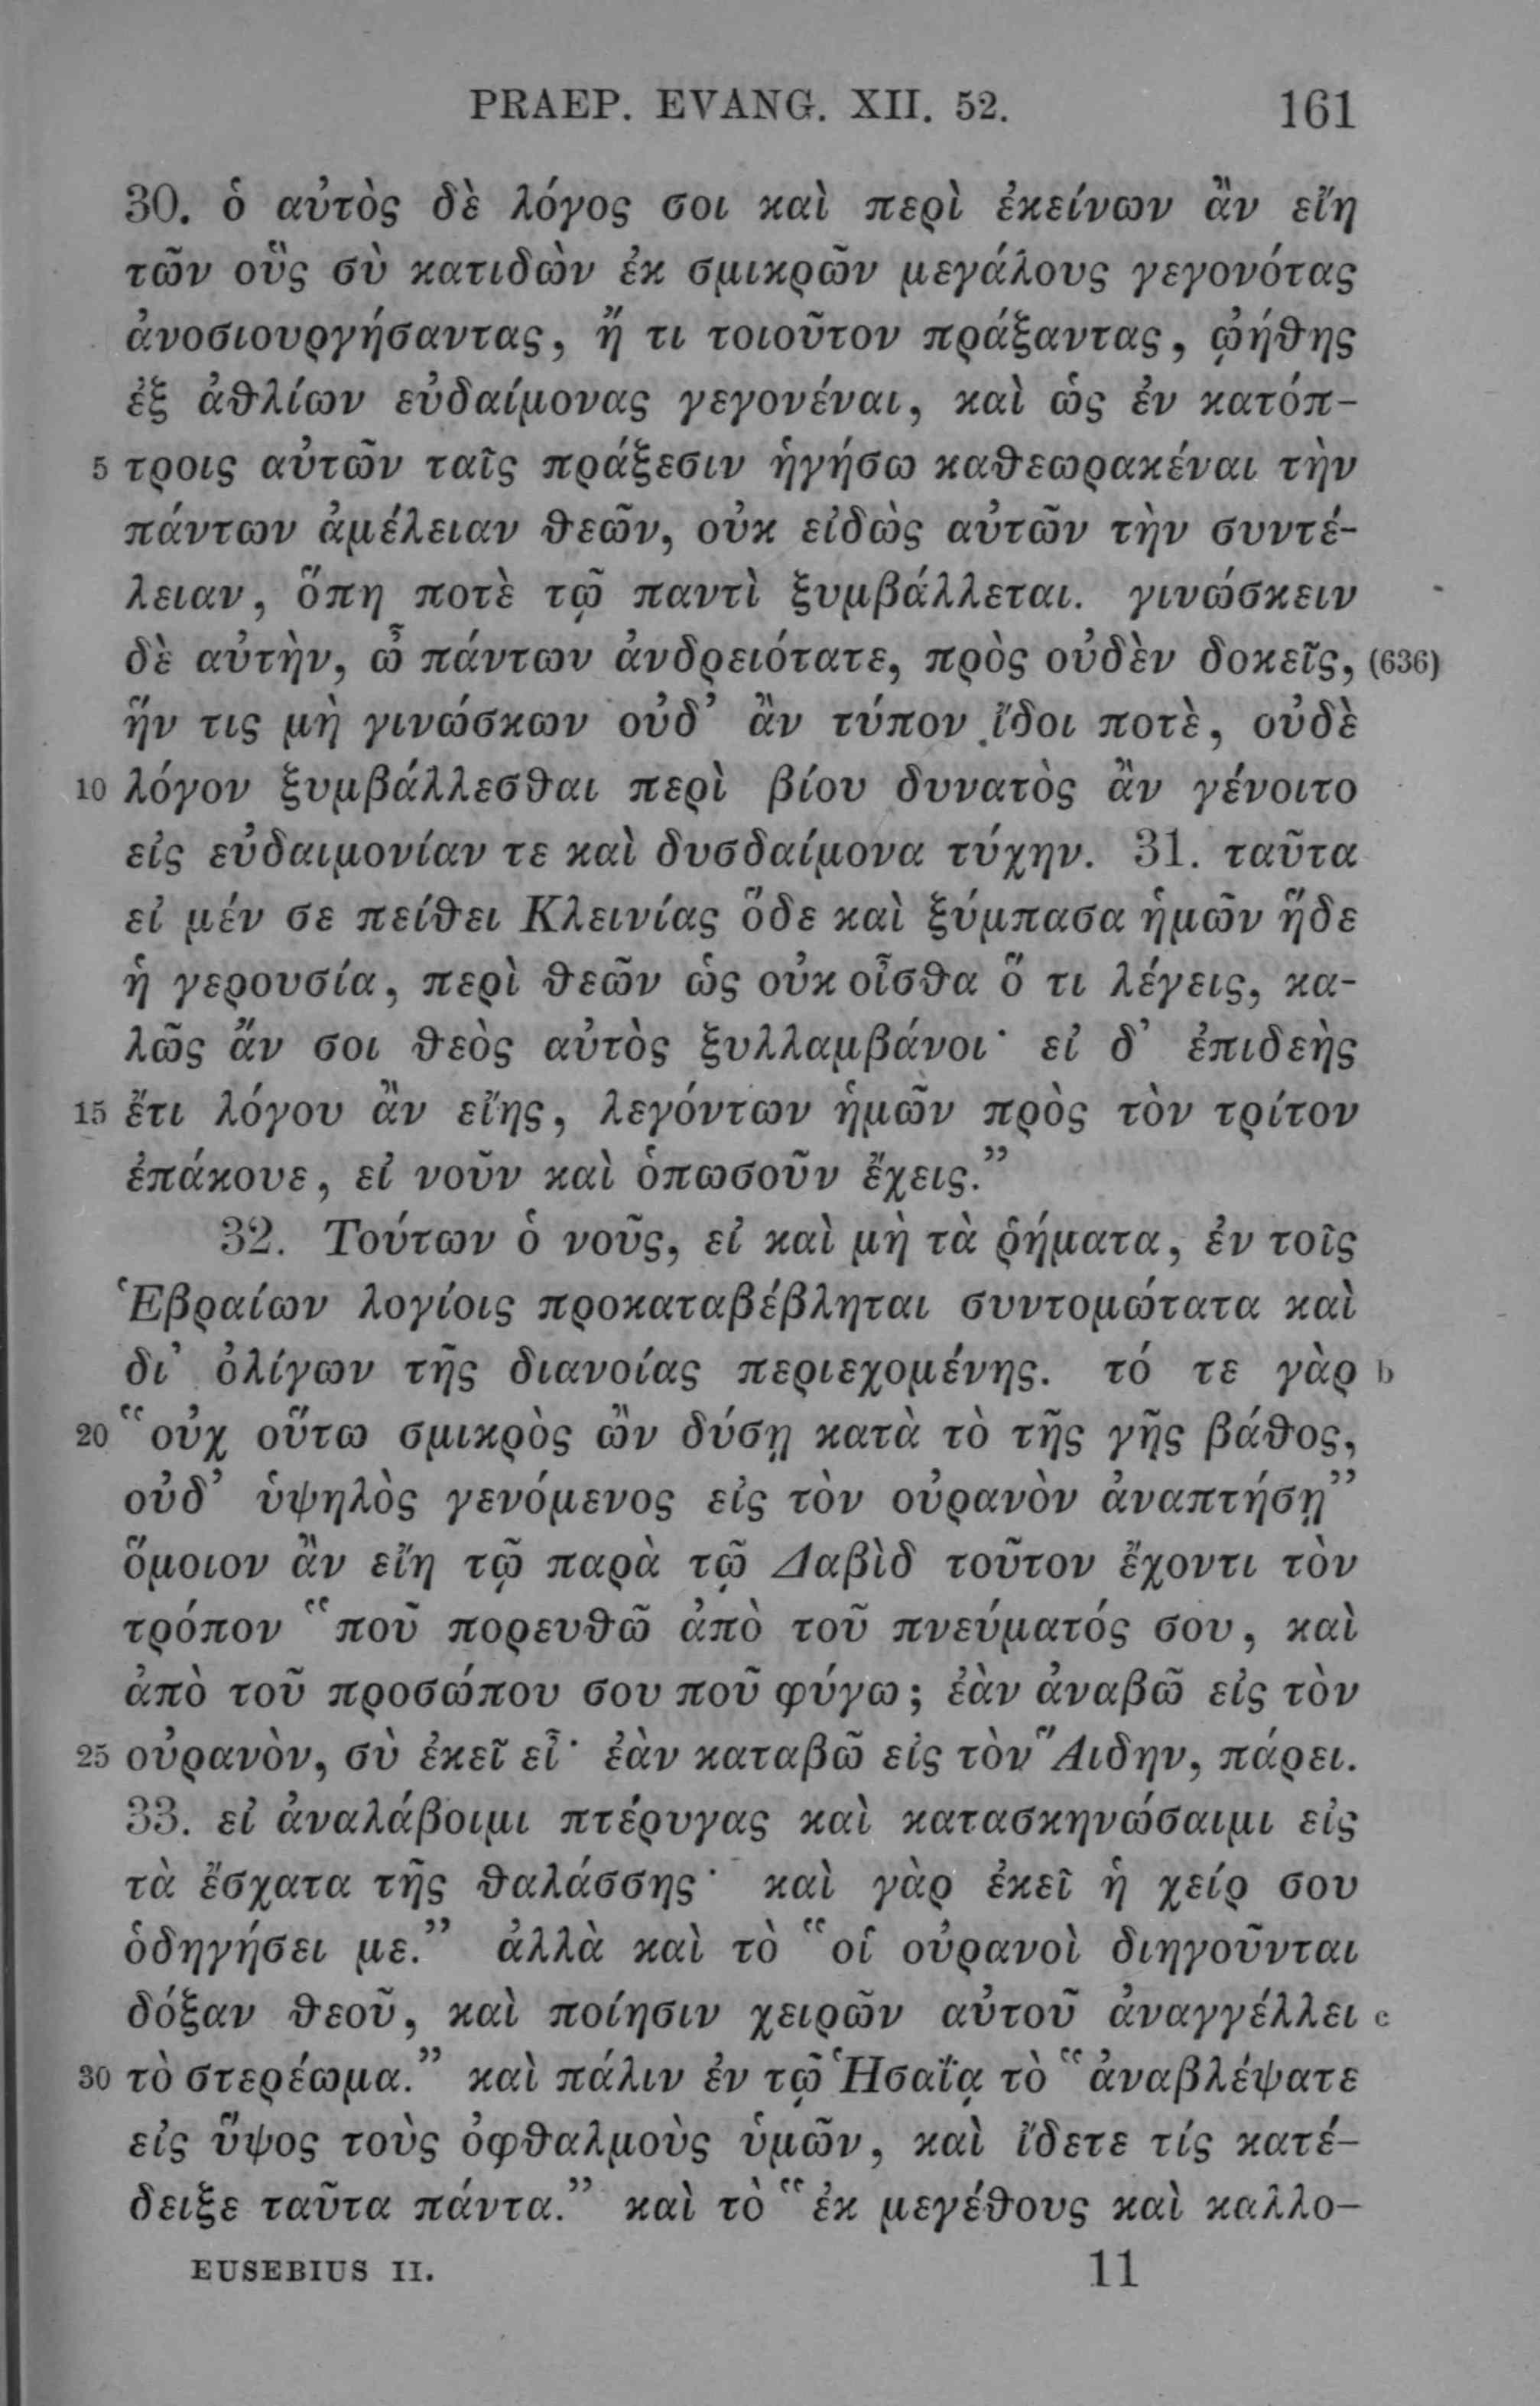 PRAEP. EVANG. XII. 52. 161
30. ὁ αὐτὸς δὲ λόγος σοι καὶ περὶ ἐκείνων ἂν εἴη
τῶν οὓς σὺ κατιδὼν ἐκ σμικρῶν μεγάλους γεγονότας
ἀνοσιουργήσαντας, ἤ τι τοιοῦτον πράξαντας, ᾠήθης
ἐξ ἀθλίων εὐδαίμονας γεγονέναι, καὶ ὡς ἐν κατόπ-
5 τροις αὐτῶν ταῖς πράξεσιν ἡγήσω καθεωρακέναι τὴν
πάντων ἀμέλειαν θεῶν, οὐκ εἰδὼς αὐτῶν τὴν συντέ-
λειαν, ὅπη ποτὲ τῷ παντὶ ξυμβάλλεται. γινώσκειν
δὲ αὐτὴν, ὦ πάντων ἀνδρειότατε, πρὸς οὐδὲν δοκεῖς, (636)
ἥν τις μὴ γινώσκων οὐδ’ ἂν τύπον ἴδοι ποτὲ, οὐδὲ
10 λόγον ξυμβάλλεσθαι περὶ βίου δυνατὸς ἂν γένοιτο
εἰς εὐδαιμονίαν τε καὶ δυσδαίμονα τύχην. 31. ταῦτα
εἰ μέν σε πείθει Κλεινίας ὅδε καὶ ξύμπασα ἡμῶν ἥδε
ἡ γερουσία, περὶ θεῶν ὡς οὐκ οἶσθα ὅ τι λέγεις, κα-
λῶς ἄν σοι θεὸς αὐτὸς ξυλλαμβάνοι· εἰ δ’ ἐπιδεὴς
15 ἔτι λόγου ἂν εἴης, λεγόντων ἡμῶν πρὸς τὸν τρίτον
ἐπάκουε, εἰ νοῦν καὶ ὁπωσοῦν ἔχεις.”
32. Τούτων ὁ νοῦς, εἰ καὶ μὴ τὰ ῥήματα, ἐν τοῖς
Ἑβραίων λογίοις προκαταβέβληται συντομώτατα καὶ
δι’ ὀλίγων τῆς διανοίας περιεχομένης. τό τε γὰρ b
20 “οὐχ οὕτω σμικρὸς ὢν δύσῃ κατὰ τὸ τῆς γῆς βάθος,
οὐδ’ ὑψηλὸς γενόμενος εἰς τὸν οὐρανὸν ἀναπτήσῃ”
ὅμοιον ἂν εἴη τῷ παρὰ τῷ Δαβὶδ τοῦτον ἔχοντι τὸν
τρόπον “ποῦ πορευθῶ ἀπὸ τοῦ πνεύματός σου, καὶ
ἀπὸ τοῦ προσώπου σου ποῦ φύγω; ἐὰν ἀναβῶ εἰς τὸν
25 οὐρανὸν, σὺ ἐκεῖ εἶ· ἐὰν καταβῶ εἰς τὸν Ἅιδην, πάρει.
33. εἰ ἀναλάβοιμι πτέρυγας καὶ κατασκηνώσαιμι εἰς
τὰ ἔσχατα τῆς θαλάσσης· καὶ γὰρ ἐκεῖ ἡ χείρ σου
ὁδηγήσει με.” ἀλλὰ καὶ τὸ “οἱ οὐρανοὶ διηγοῦνται
δόξαν θεοῦ, καὶ ποίησιν χειρῶν αὐτοῦ ἀναγγέλλει c
30 τὸ στερέωμα.” καὶ πάλιν ἐν τῷ Ἡσαΐᾳ τὸ “ἀναβλέψατε
εἰς ὕψος τοὺς ὀφθαλμοὺς ὑμῶν, καὶ ἴδετε τίς κατέ-
δειξε ταῦτα πάντα.” καὶ τὸ “ἐκ μεγέθους καὶ καλλο-
EUSEBIUS II. 11